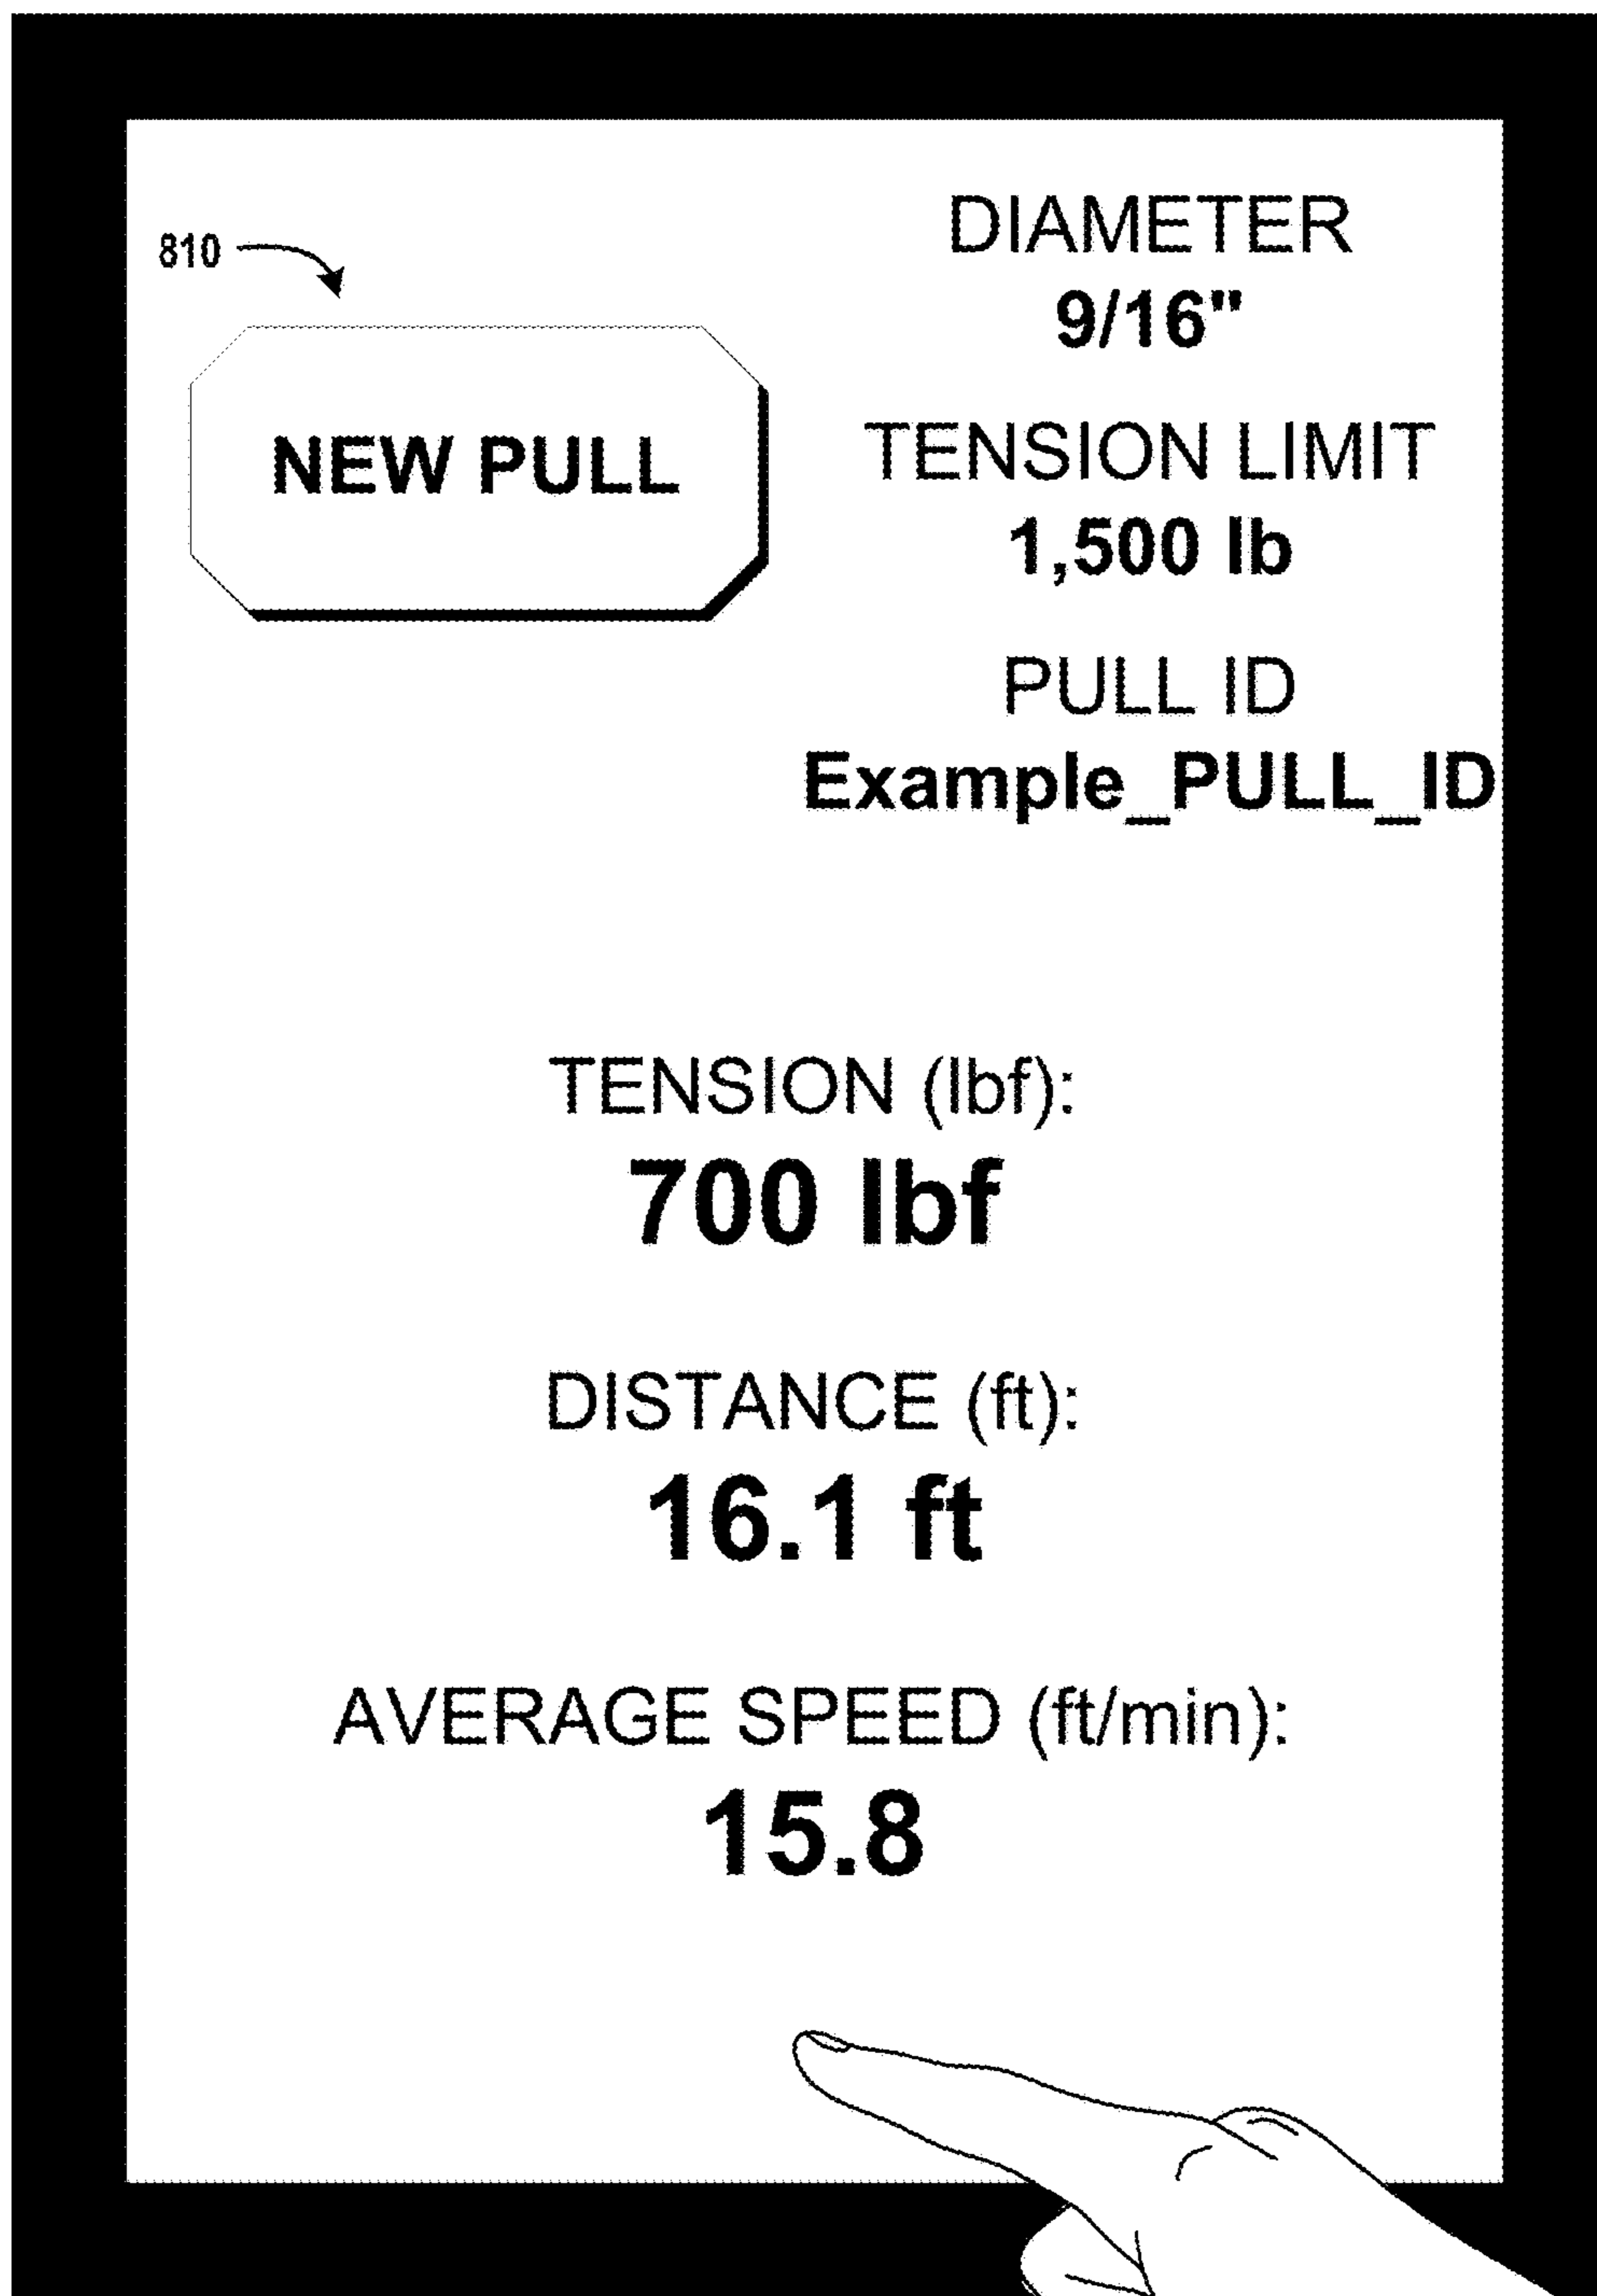 810
NEW PULL
DIAMETER
9/16"
TENSION LIMIT
1,500 lb
PULL ID
Example_PULL_ID
TENSION (lbf):
700 lbf
DISTANCE (ft):
16.1 ft
AVERAGE SPEED (ft/min):
15.8